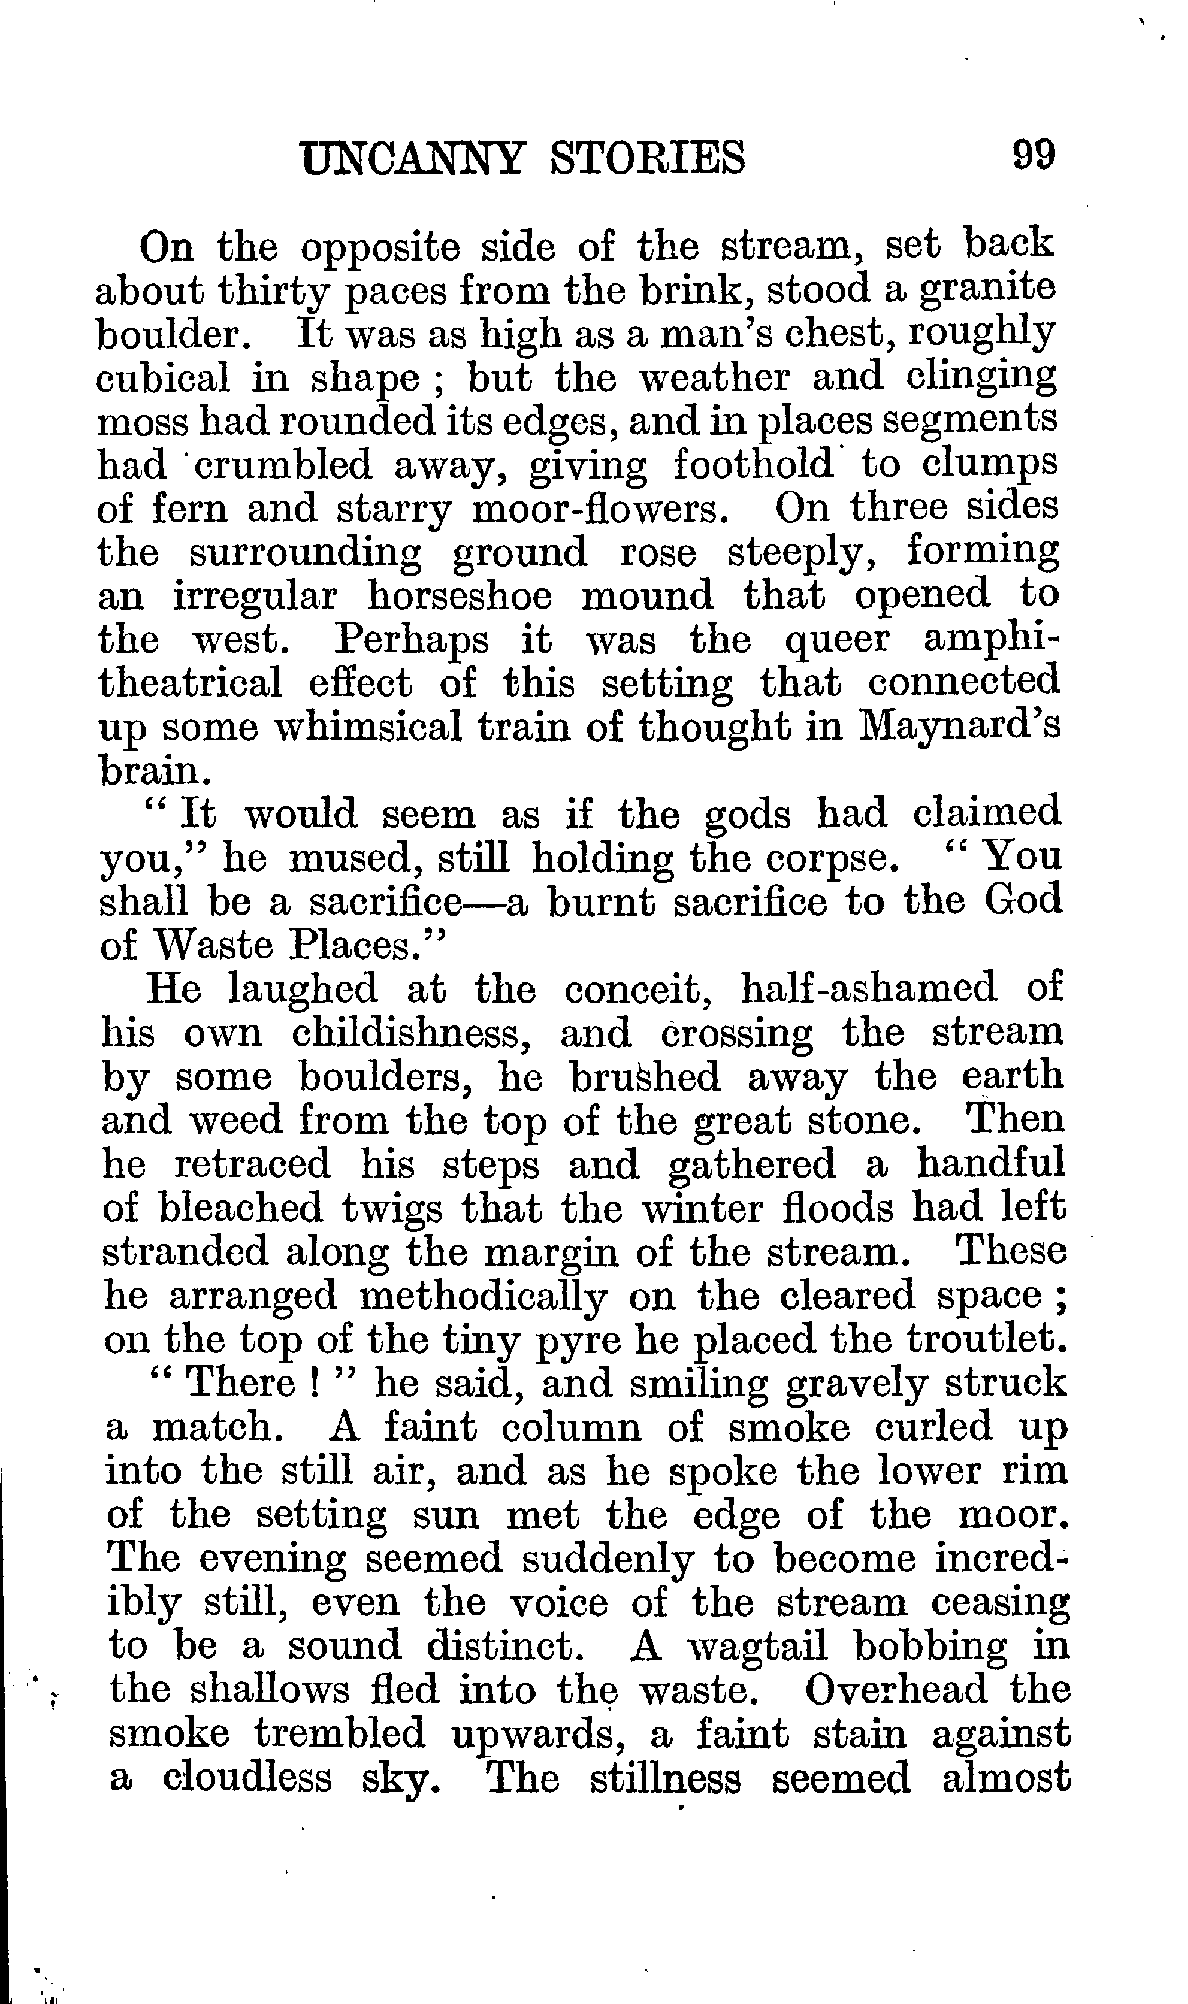 UNCANNY STORIES 99
On the opposite side of the stream, set back
about thirty paces from the brink, stood a granite
boulder. It was as high as a man's chest, roughly
cubical in shape ; but the weather and clinging
moss had rounded its edges, and in places segments
had crumbled away, giving foothold to clumps
of fern and starry moor-flowers. On three sides
the surrounding ground rose steeply, forming
an irregular horseshoe mound that opened to
the west. Perhaps it was the queer amphi-
theatrical effect of this setting that connected
up some whimsical train of thought in Maynard's
brain.
“ It would seem as if the gods had claimed
you,” he mused, still holding the corpse. “ You
shall be a sacrifice—a burnt sacrifice to the God
of Waste Places.”
He laughed at the conceit, half-ashamed of
his own childishness, and crossing the stream
by some boulders, he brushed away the earth
and weed from the top of the great stone. Then
he retraced his steps and gathered a handful
of bleached twigs that the winter floods had left
stranded along the margin of the stream. These
he arranged methodically on the cleared space ;
on the top of the tiny pyre he placed the troutlet.
“ There ! ” he said, and smiling gravely struck
a match. A faint column of smoke curled up
into the still air, and as he spoke the lower rim
of the setting sun met the edge of the moor.
The evening seemed suddenly to become incred-
ibly still, even the voice of the stream ceasing
to be a sound distinct. A wagtail bobbing in
the shallows fled into the waste. Overhead the
smoke trembled upwards, a faint stain against
a cloudless sky. The stillness seemed almost